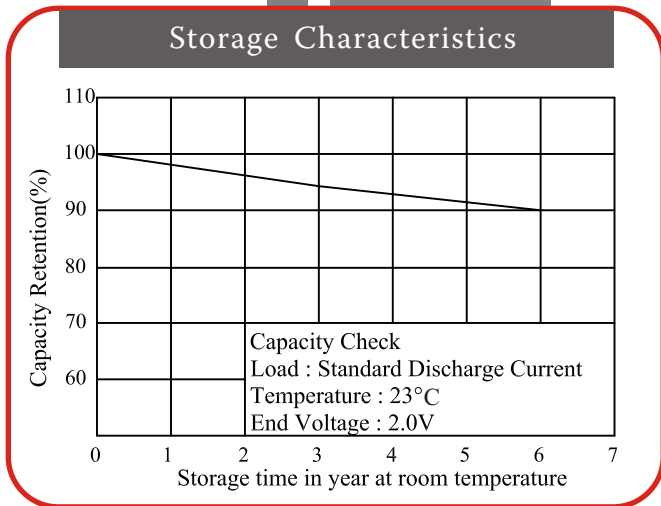 Storage Characteristics
110
100
90
80
70
60
Capacity Retention(%)
Capacity Check
Load : Standard Discharge Current
Temperature : 23°C
End Voltage : 2.0V
0 1 2 3 4 5 6 7
Storage time in year at room temperature